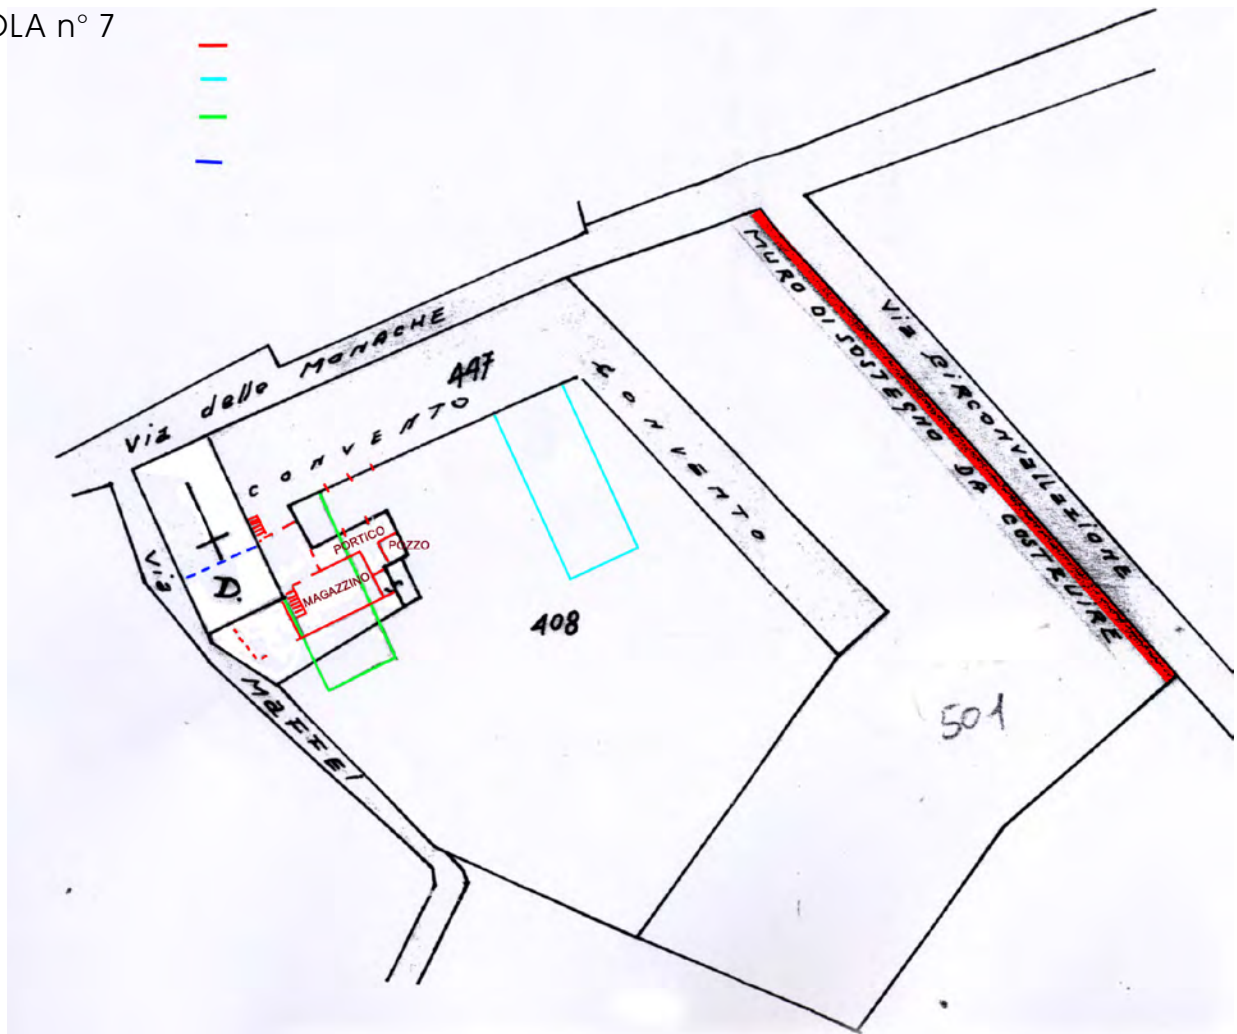 OLA n° 7
MURO DI SOSTEGNO DA COSTRUIRE
Via CIRCONVALLAZIONE
Via delle MONACHE
447
CONVENTO
CONVENTO
PORTICO
POZZO
MAGAZZINO
D.
408
Via MAFFEI
501